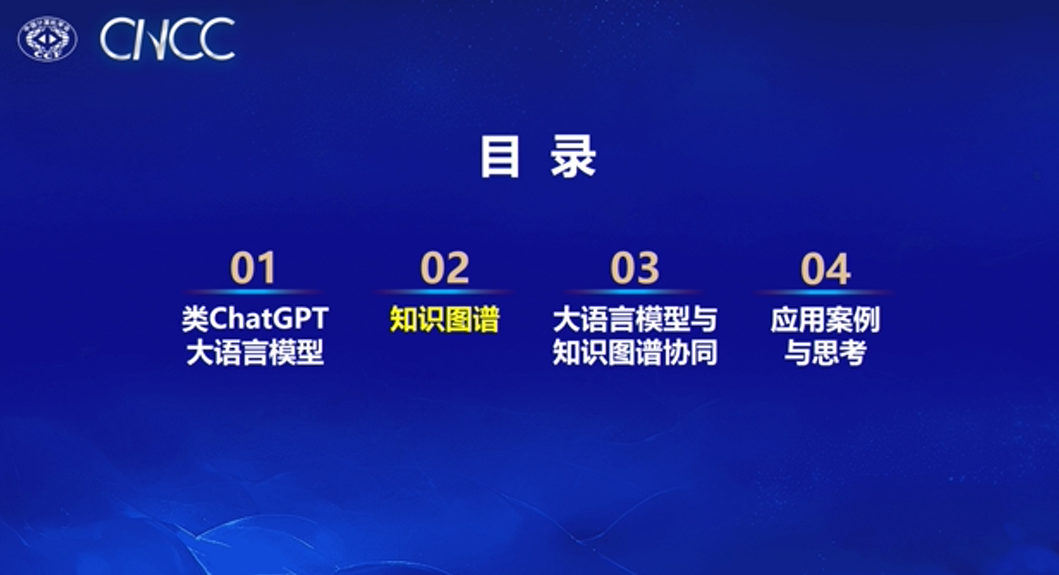 CCF
CNCC
目 录
01
类ChatGPT
大语言模型
02
知识图谱
03
大语言模型与
知识图谱协同
04
应用案例
与思考